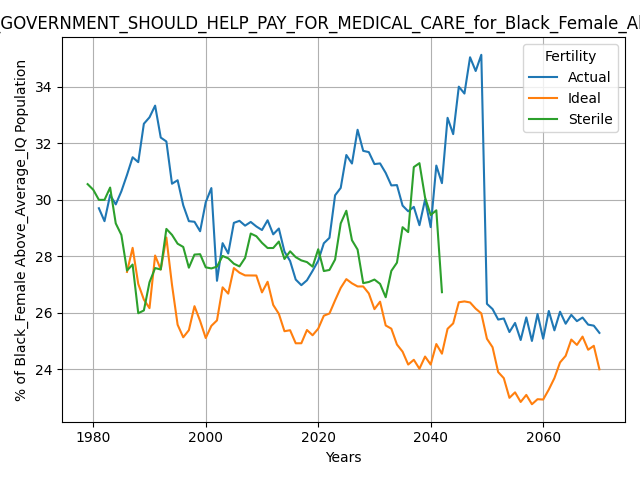 _GOVERNMENT_SHOULD_HELP_PAY_FOR_MEDICAL_CARE_for_Black_Female_A
% of Black_Female Above_Average_IQ Population
Fertility
Actual
Ideal
Sterile
34
32
30
28
26
24
1980
2000
2020
2040
2060
Years